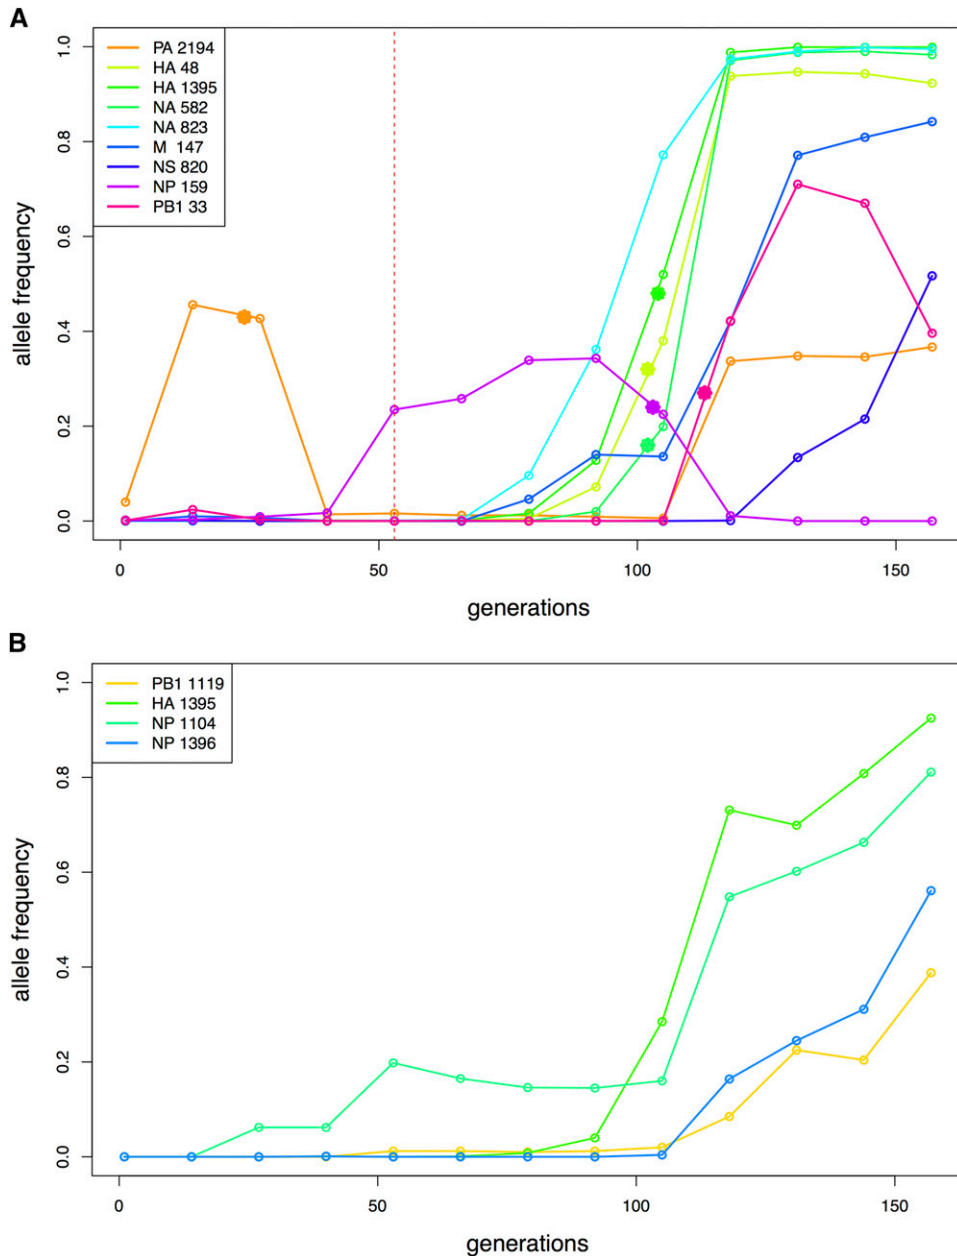 A
PA 2194
HA 48
HA 1395
NA 582
NA 823
M 147
NS 820
NP 159
PB1 33
allele frequency
1.0
0.8
0.6
0.4
0.2
0.0
0 50 100 150
generations
B
PB1 1119
HA 1395
NP 1104
NP 1396
allele frequency
1.0
0.8
0.6
0.4
0.2
0.0
0 50 100 150
generations